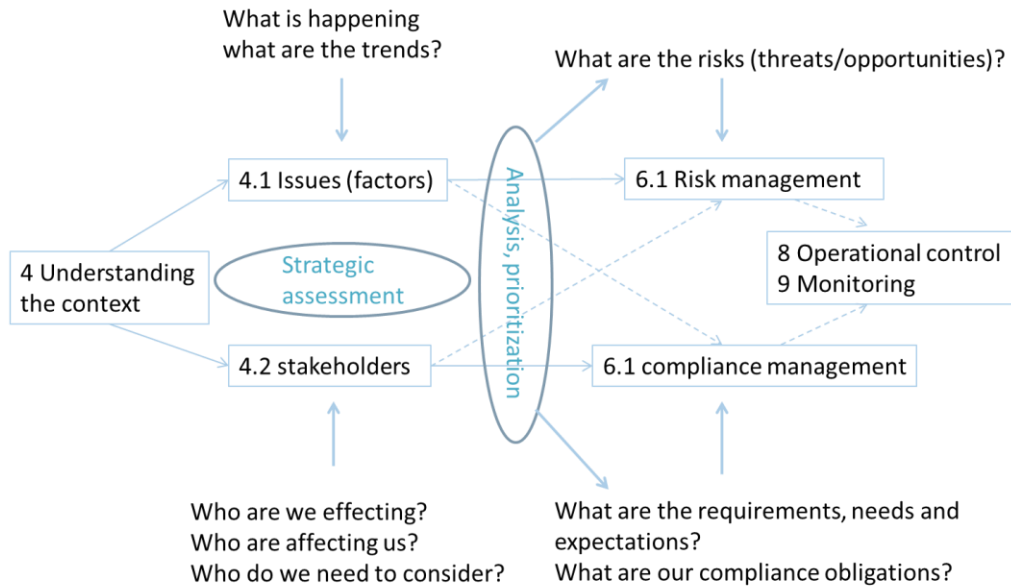 What is happening
what are the trends?
What are the risks (threats/opportunities)?
4.1 Issues (factors)
6.1 Risk management
Analysis, prioritization
4 Understanding
the context
Strategic
assessment
8 Operational control
9 Monitoring
4.2 stakeholders
6.1 compliance management
Who are we effecting?
Who are affecting us?
Who do we need to consider?
What are the requirements, needs and
expectations?
What are our compliance obligations?